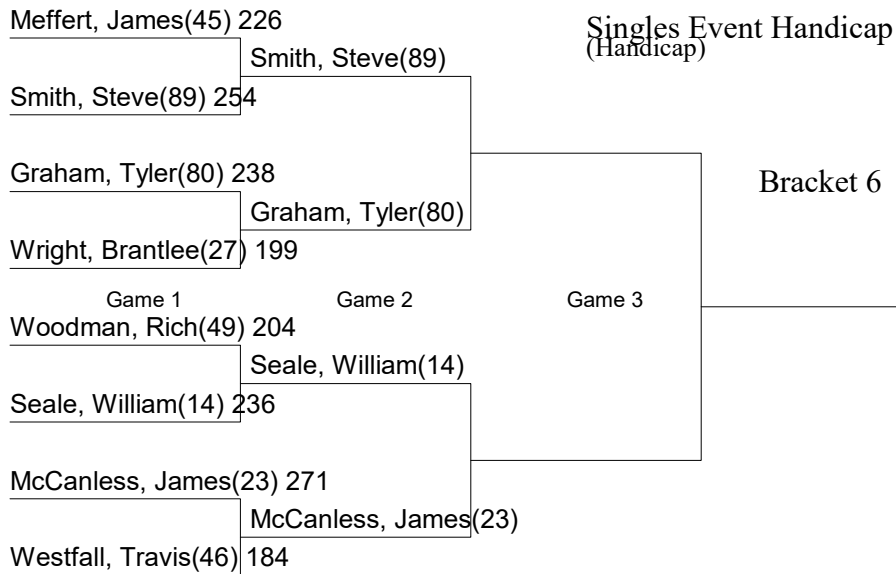 Meffert, James(45) 226
Singles Event Handicap
(Handicap)
Smith, Steve(89)
Smith, Steve(89) 254
Graham, Tyler(80) 238
Bracket 6
Graham, Tyler(80)
Wright, Brantlee(27) 199
Game 1
Game 2
Game 3
Woodman, Rich(49) 204
Seale, William(14)
Seale, William(14) 236
McCanless, James(23) 271
McCanless, James(23)
Westfall, Travis(46) 184